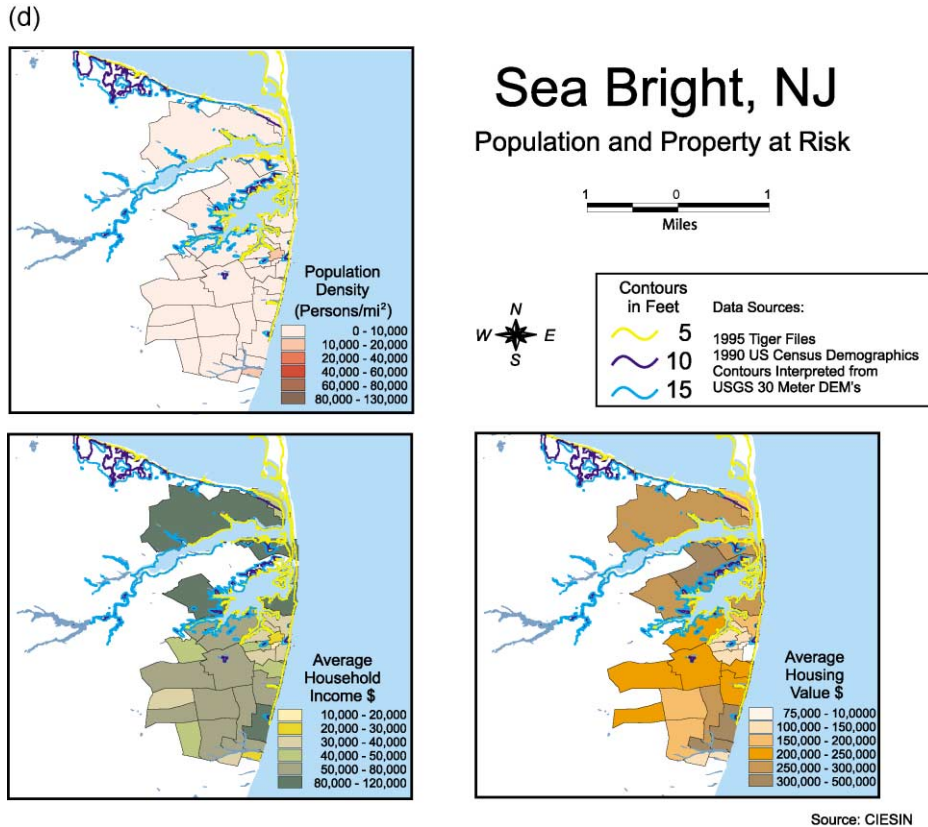 (d)
Sea Bright, NJ
Population and Property at Risk
1 0 1
Miles
Population
Density
(Persons/mi²)
0 - 10,000
10,000 - 20,000
20,000 - 40,000
40,000 - 60,000
60,000 - 80,000
80,000 - 130,000
N
W E
S
Contours
in Feet
5
10
15
Data Sources:
1995 Tiger Files
1990 US Census Demographics
Contours Interpreted from
USGS 30 Meter DEM's
Average
Household
Income $
10,000 - 20,000
20,000 - 30,000
30,000 - 40,000
40,000 - 50,000
50,000 - 80,000
80,000 - 120,000
Average
Housing
Value $
75,000 - 10,0000
100,000 - 150,000
150,000 - 200,000
200,000 - 250,000
250,000 - 300,000
300,000 - 500,000
Source: CIESIN